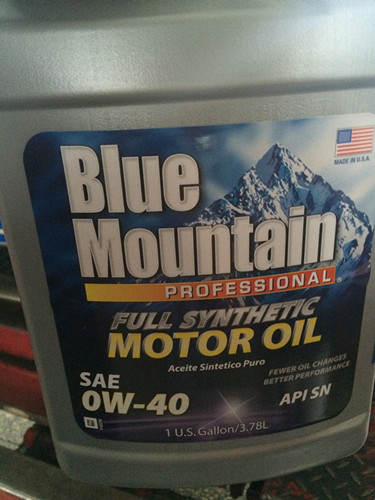 MADE IN U.S.A.
Blue
Mountain
PROFESSIONAL
FULL SYNTHETIC
MOTOR OIL
Aceite Sintetico Puro
FEWER OIL CHANGES
BETTER PERFORMANCE
SAE
0W-40
API SN
1 U.S. Gallon/3.78L